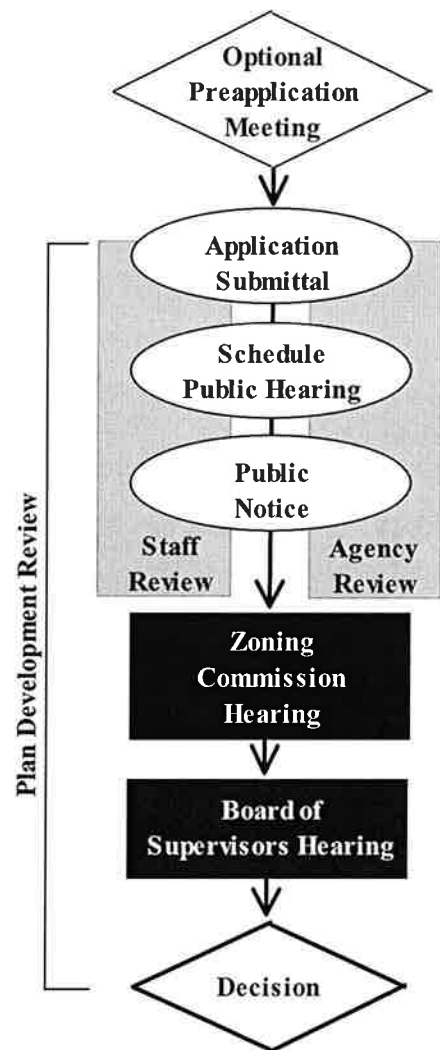 Optional
Preapplication
Meeting
Application
Submittal
Schedule
Public Hearing
Public
Notice
Staff
Review
Agency
Review
Zoning
Commission
Hearing
Board of
Supervisors Hearing
Decision
Plan Development Review